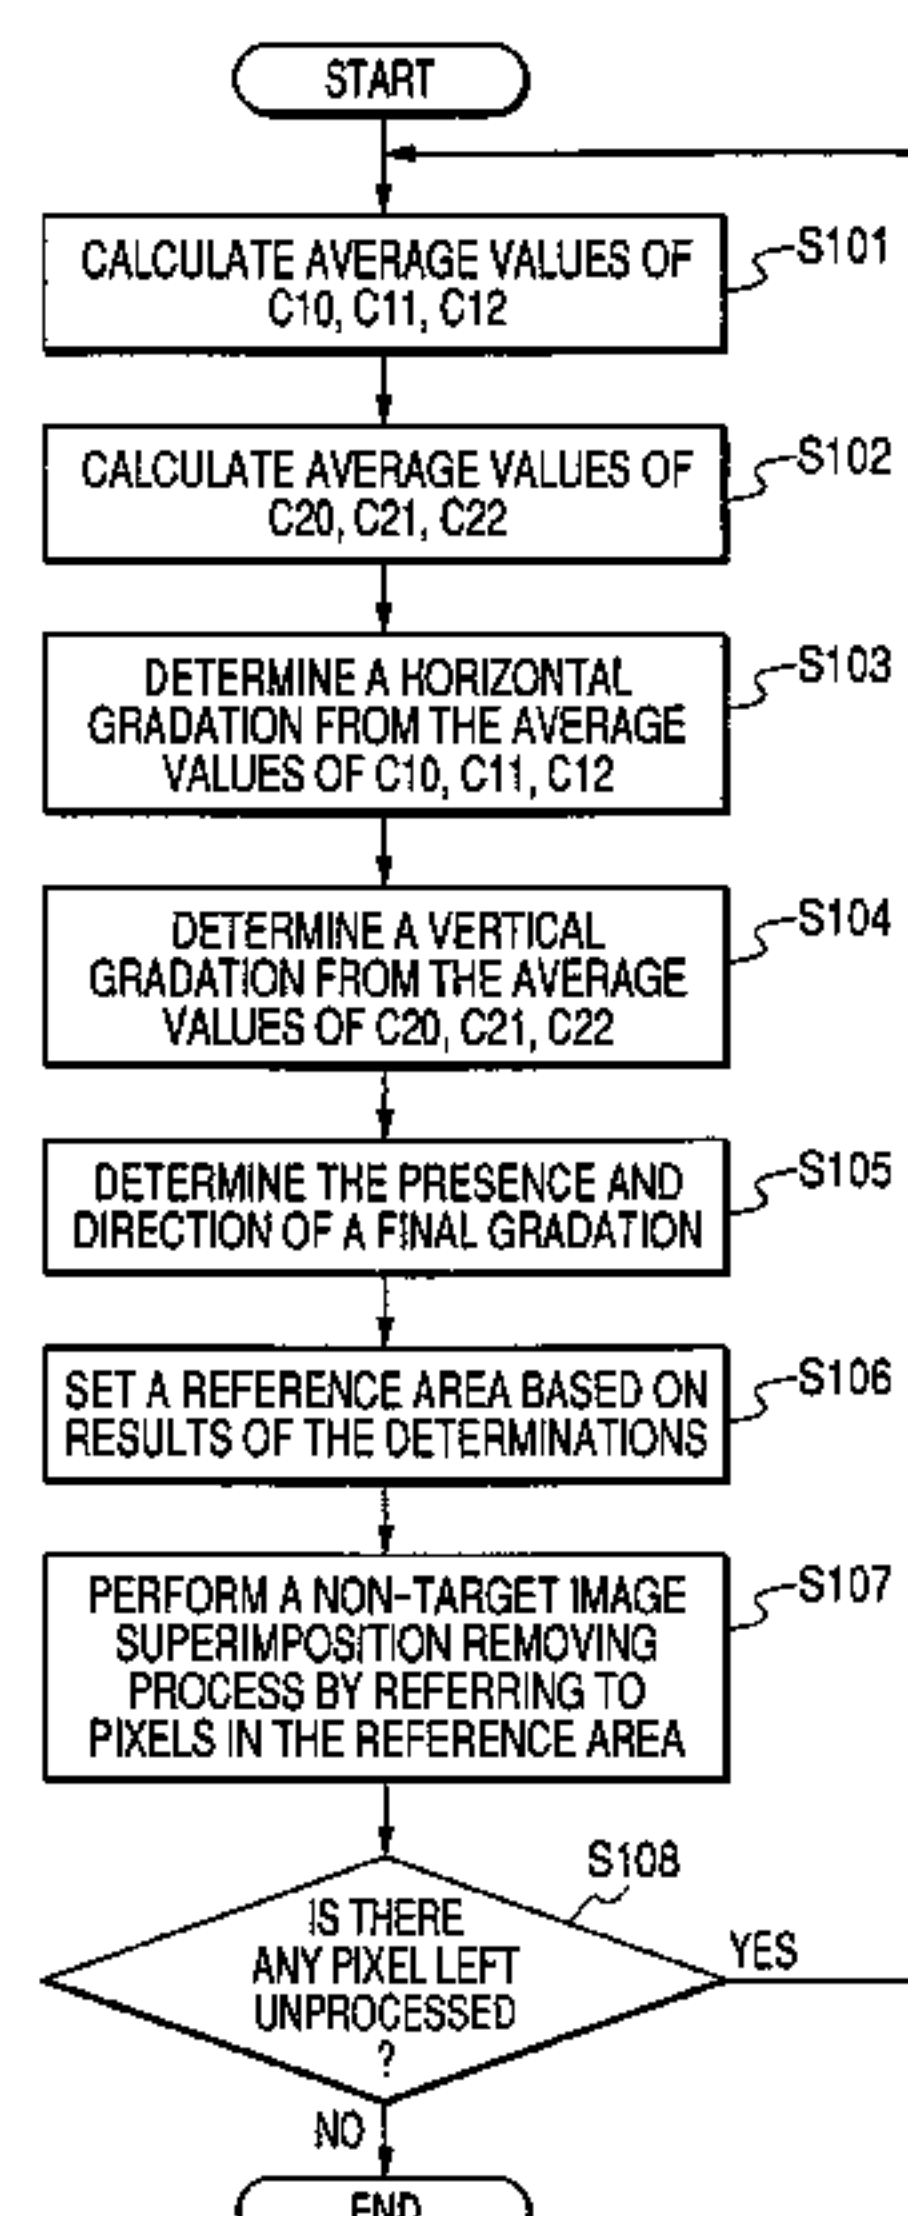 START
CALCULATE AVERAGE VALUES OF
C10, C11, C12
S101
CALCULATE AVERAGE VALUES OF
C20, C21, C22
S102
DETERMINE A HORIZONTAL
GRADATION FROM THE AVERAGE
VALUES OF C10, C11, C12
S103
DETERMINE A VERTICAL
GRADATION FROM THE AVERAGE
VALUES OF C20, C21, C22
S104
DETERMINE THE PRESENCE AND
DIRECTION OF A FINAL GRADATION
S105
SET A REFERENCE AREA BASED ON
RESULTS OF THE DETERMINATIONS
S106
PERFORM A NON-TARGET IMAGE
SUPERIMPOSITION REMOVING
PROCESS BY REFERRING TO
PIXELS IN THE REFERENCE AREA
S107
S108
IS THERE
ANY PIXEL LEFT
UNPROCESSED
?
YES
NO
END